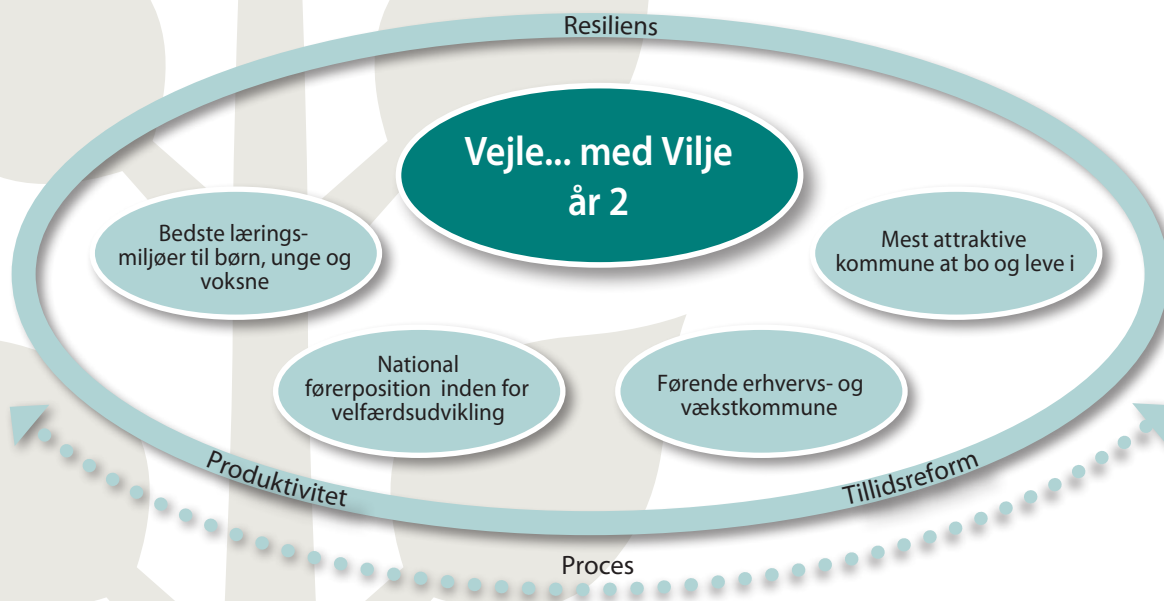 Resiliens
Vejle... med Vilje
år 2
Bedste lærings-
miljøer til børn, unge og
voksne
Mest attraktive
kommune at bo og leve i
National
førerposition inden for
velfærdsudvikling
Førende erhvervs- og
vækstkommune
Produktivitet
Tillidsreform
Proces